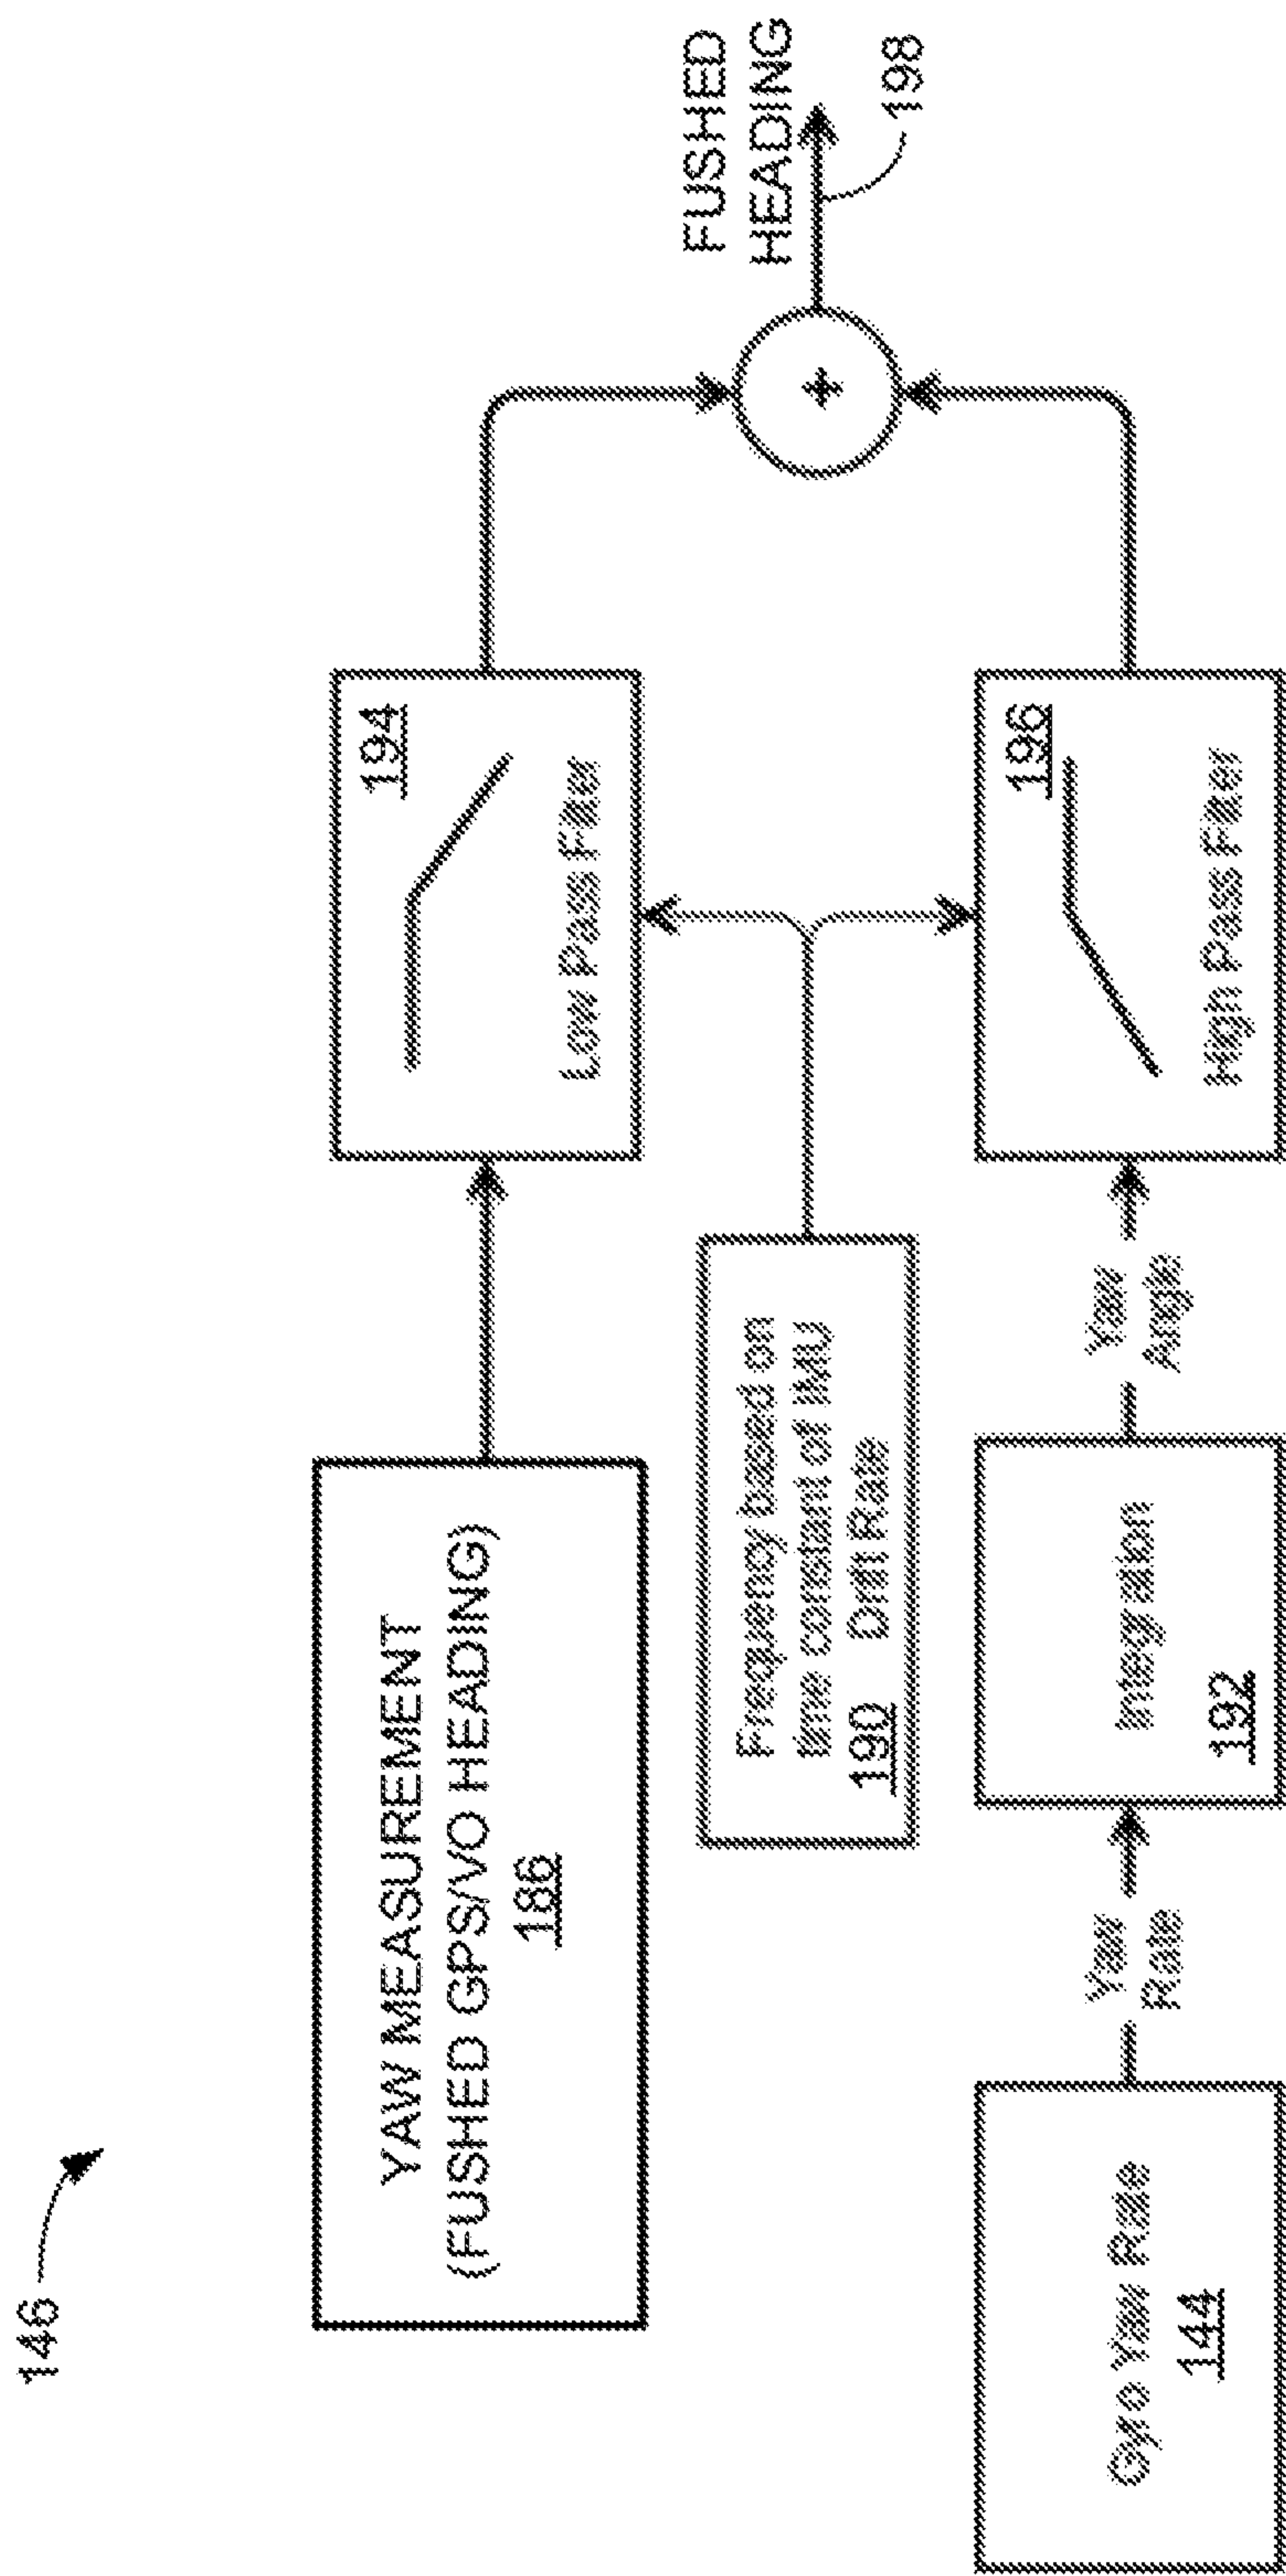 146
YAW MEASUREMENT
(FUSHED GPS/VO HEADING)
186
194
Low Pass Filter
FUSHED
HEADING
198
+
Frequency based on
time constant of IMU
190 Drift Rate
Gyro Yaw Rate
144
Yaw
Rate
Integration
192
Yaw
Angle
196
High Pass Filter